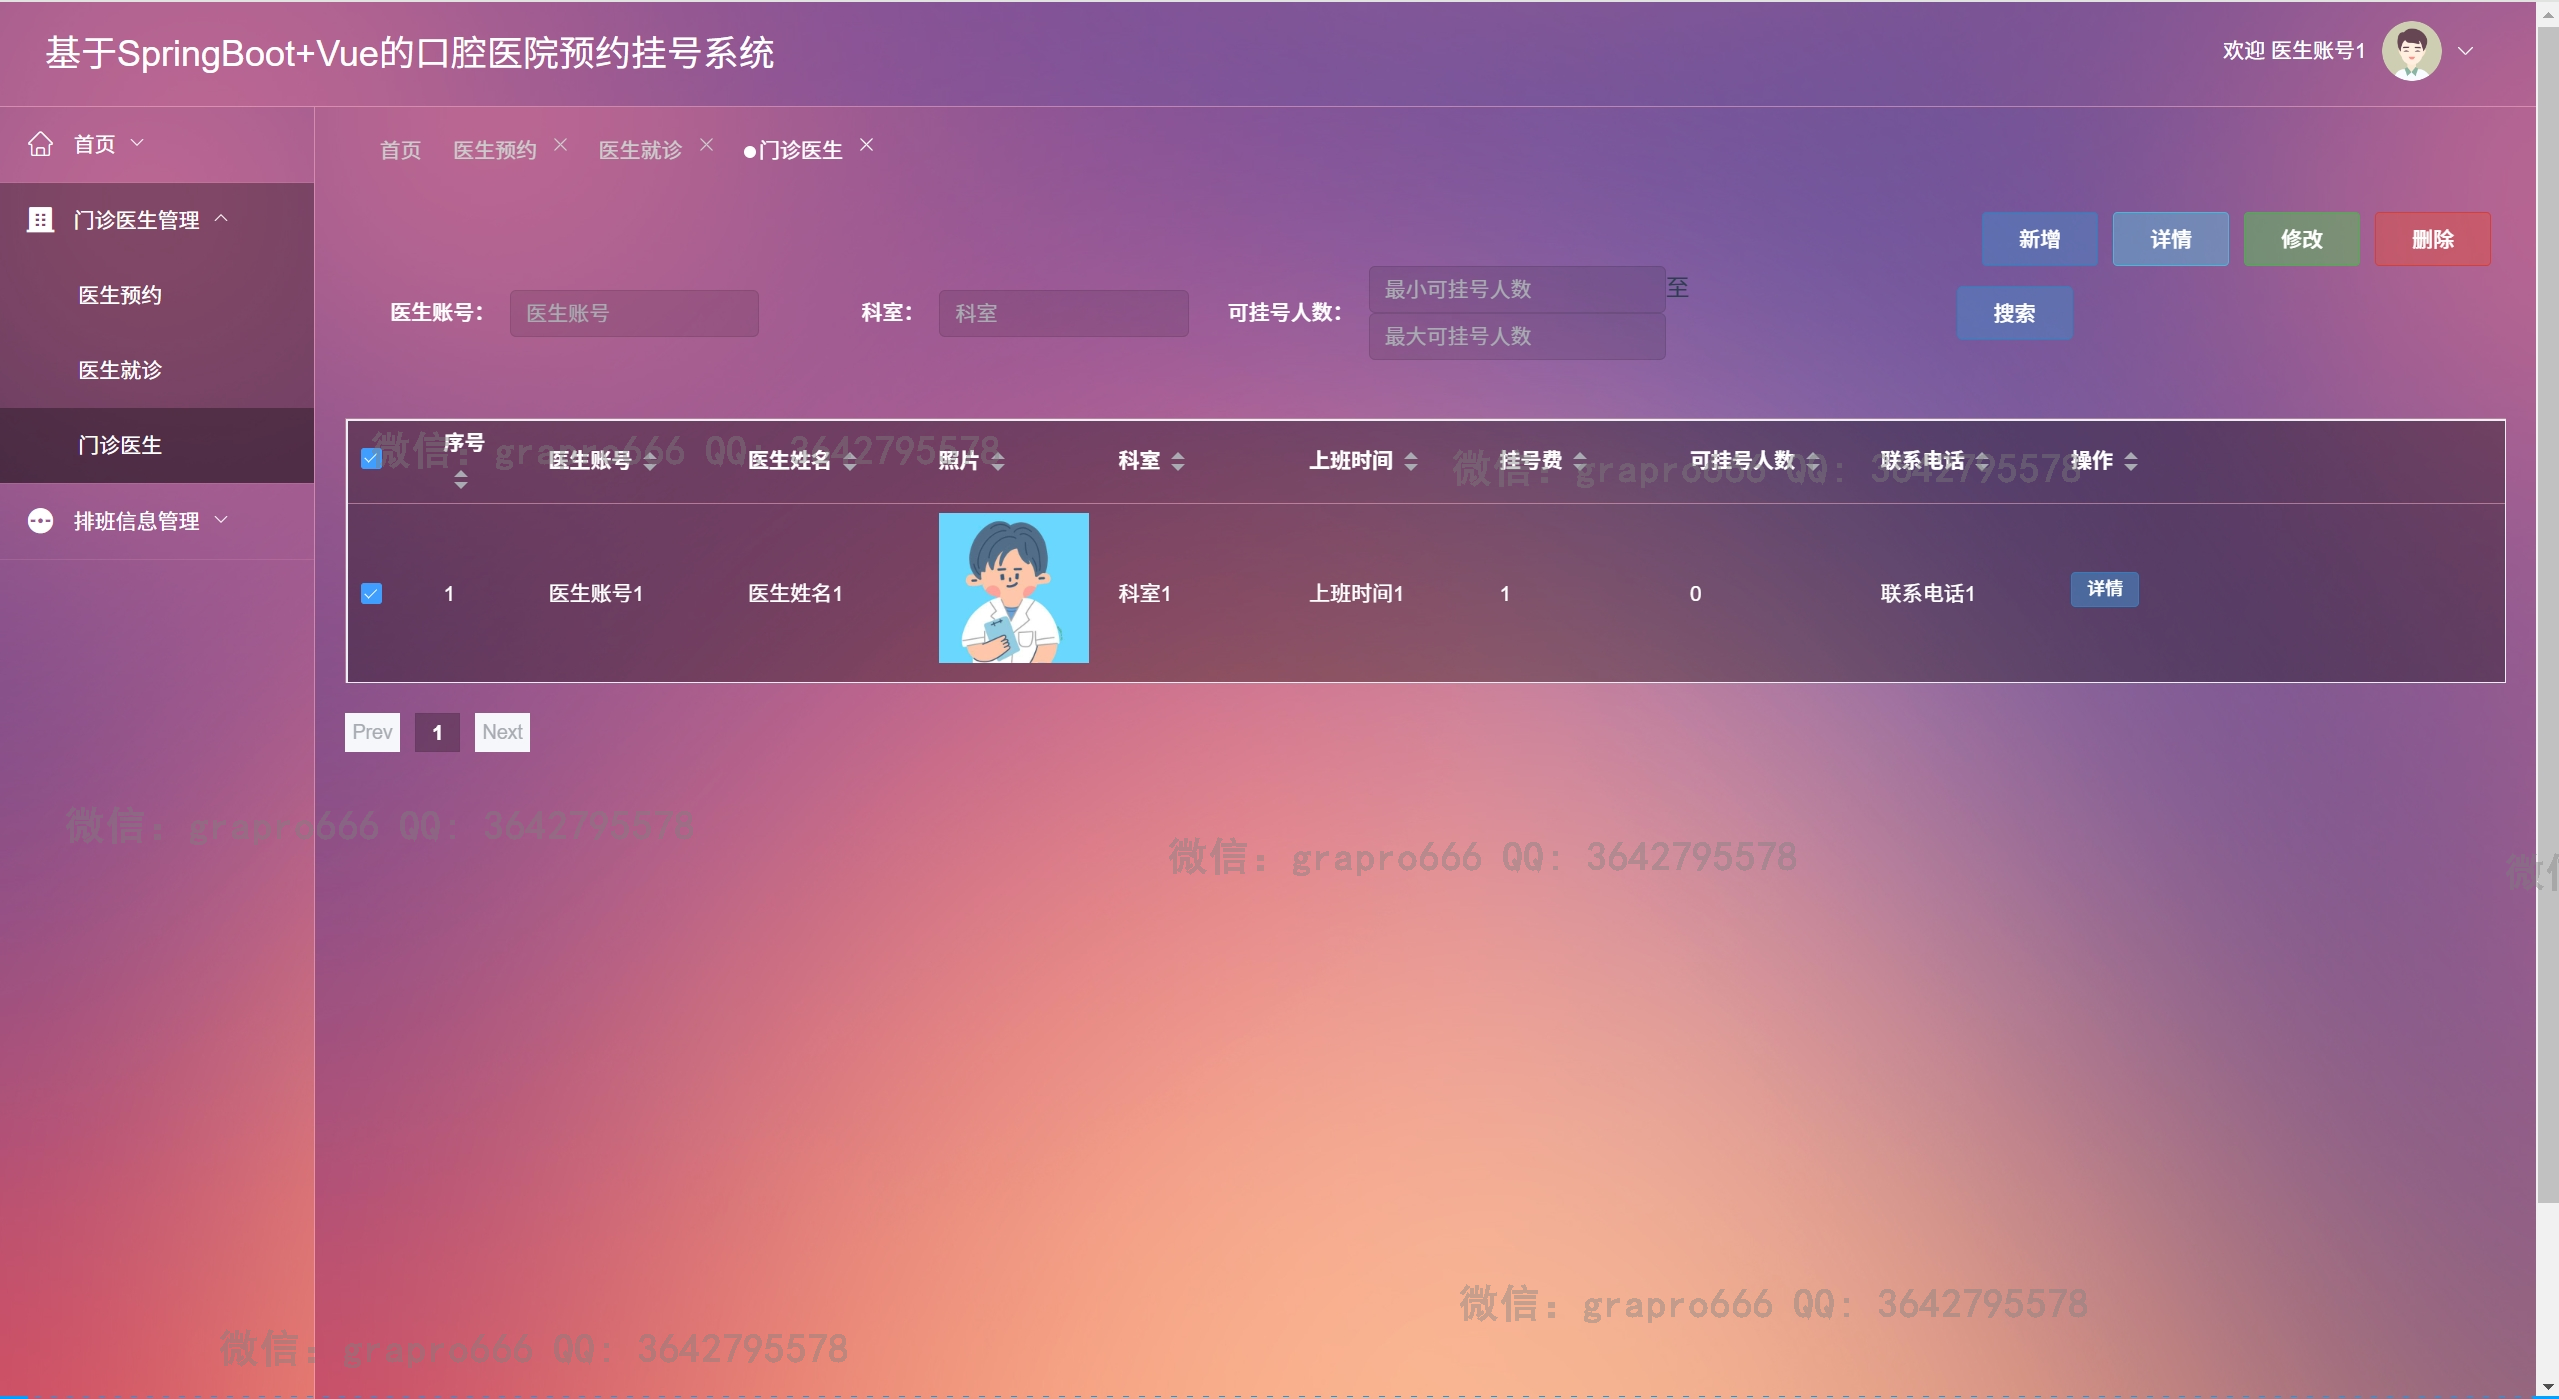 基于SpringBoot+Vue的口腔医院预约挂号系统
欢迎 医生账号1
首页
门诊医生管理
医生预约
医生就诊
门诊医生
排班信息管理
首页 医生预约 医生就诊 ●门诊医生
新增 详情 修改 删除
医生账号： 医生账号 科室： 科室 可挂号人数： 最小可挂号人数 至
最大可挂号人数
搜索
序号 医生账号 医生姓名 照片 科室 上班时间 挂号费 可挂号人数 联系电话 操作
1 医生账号1 医生姓名1 科室1 上班时间1 1 0 联系电话1 详情
Prev 1 Next
微信：grapro666 QQ: 3642795578
微信：grapro666 QQ: 3642795578
微信：grapro666 QQ: 3642795578
微信：grapro666 QQ: 3642795578
微信
微信：grapro666 QQ: 3642795578
微信：grapro666 QQ: 3642795578